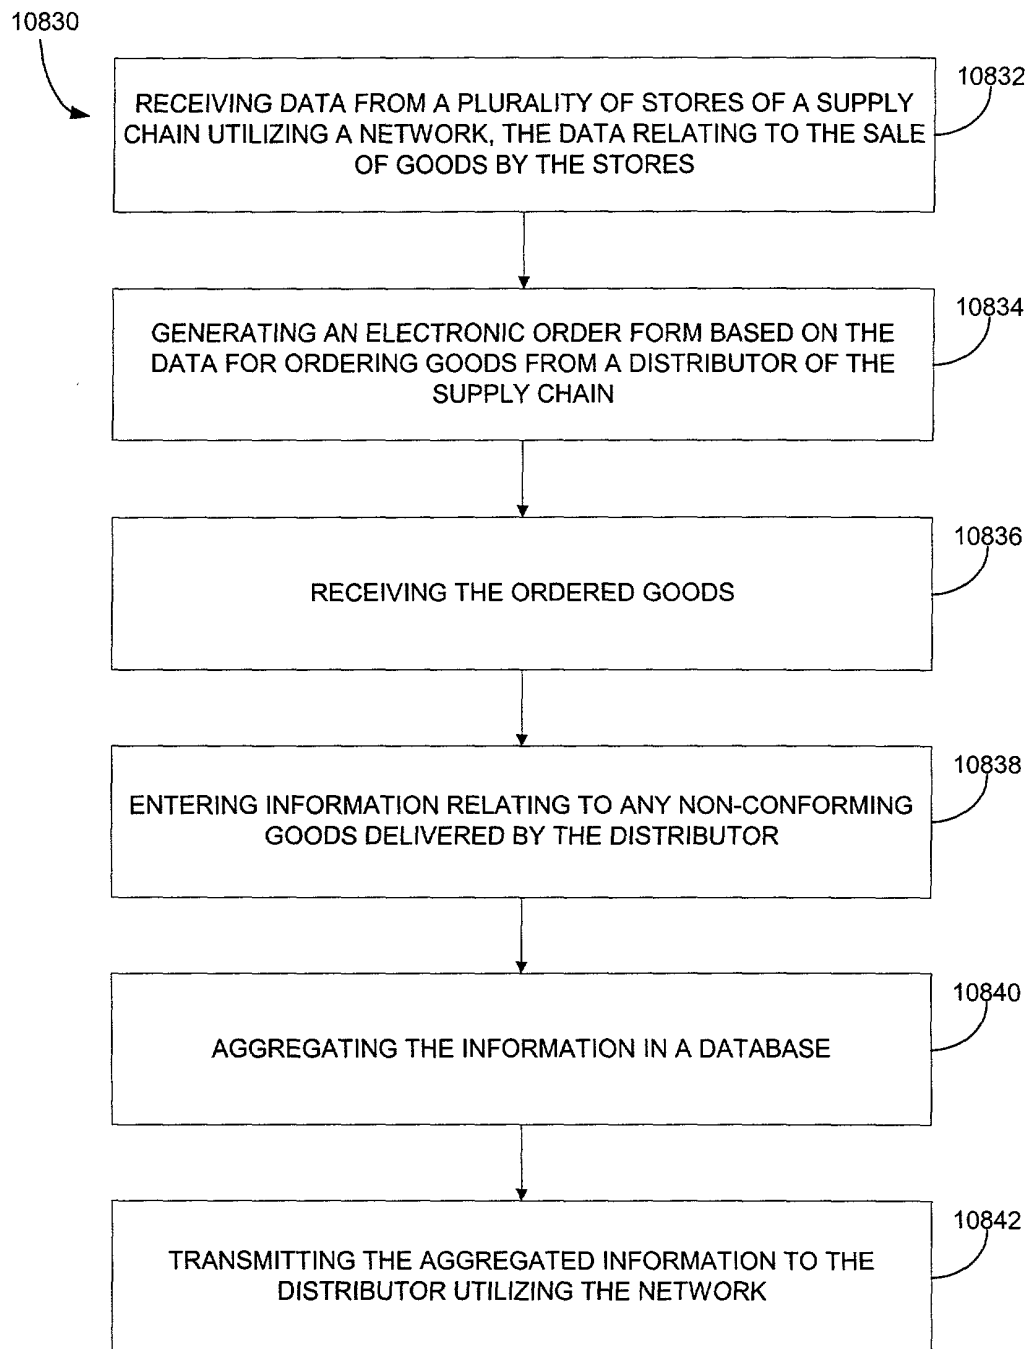 10830
10832
RECEIVING DATA FROM A PLURALITY OF STORES OF A SUPPLY
CHAIN UTILIZING A NETWORK, THE DATA RELATING TO THE SALE
OF GOODS BY THE STORES
10834
GENERATING AN ELECTRONIC ORDER FORM BASED ON THE
DATA FOR ORDERING GOODS FROM A DISTRIBUTOR OF THE
SUPPLY CHAIN
10836
RECEIVING THE ORDERED GOODS
10838
ENTERING INFORMATION RELATING TO ANY NON-CONFORMING
GOODS DELIVERED BY THE DISTRIBUTOR
10840
AGGREGATING THE INFORMATION IN A DATABASE
10842
TRANSMITTING THE AGGREGATED INFORMATION TO THE
DISTRIBUTOR UTILIZING THE NETWORK